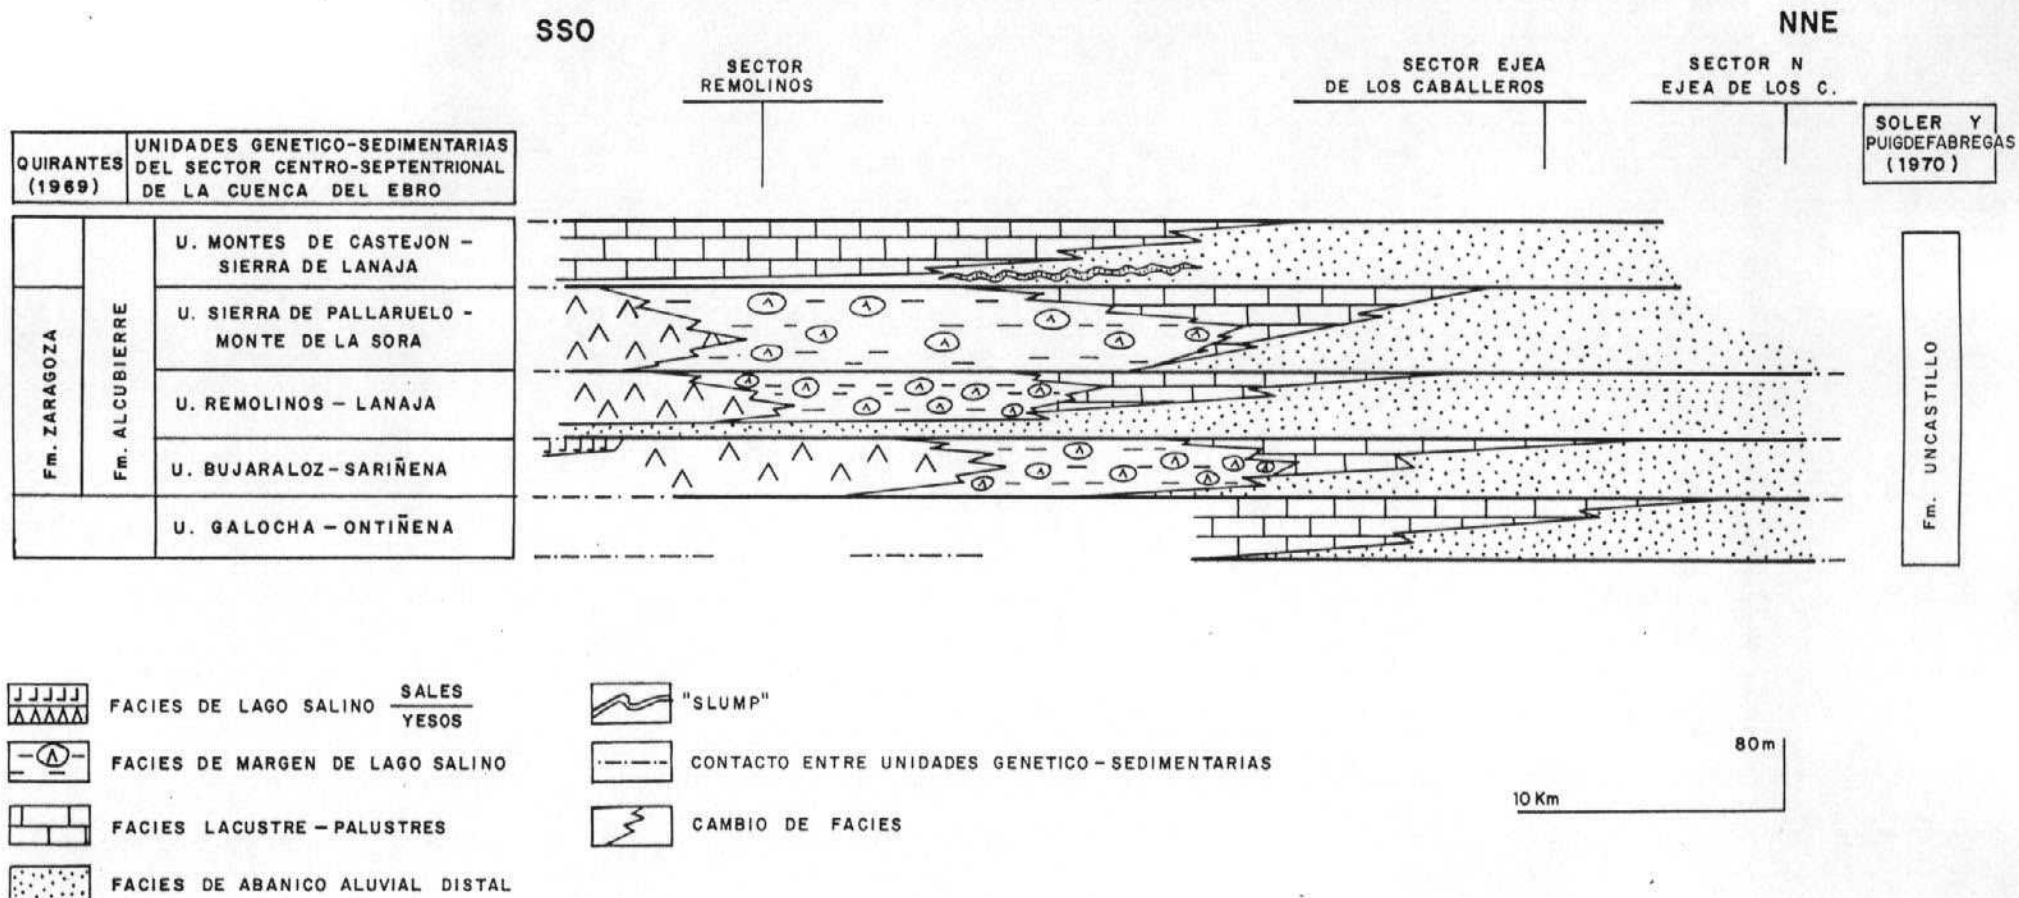 SSO
NNE
SECTOR
REMOLINOS
SECTOR EJEA
DE LOS CABALLEROS
SECTOR N
EJEA DE LOS C.
SOLER Y
PUIGDEFABREGAS
(1970)
QUIRANTES
(1969)
UNIDADES GENETICO-SEDIMENTARIAS
DEL SECTOR CENTRO-SEPTENTRIONAL
DE LA CUENCA DEL EBRO
Fm. ZARAGOZA
Fm. ALCUBIERRE
U. MONTES DE CASTEJON -
SIERRA DE LANAJA
U. SIERRA DE PALLARUELO -
MONTE DE LA SORA
U. REMOLINOS - LANAJA
U. BUJARALOZ-SARIÑENA
U. GALOCHA - ONTIÑENA
Fm. UNCASTILLO
FACIES DE LAGO SALINO
SALES
YESOS
FACIES DE MARGEN DE LAGO SALINO
FACIES LACUSTRE - PALUSTRES
FACIES DE ABANICO ALUVIAL DISTAL
"SLUMP"
CONTACTO ENTRE UNIDADES GENETICO - SEDIMENTARIAS
CAMBIO DE FACIES
80m
10 Km